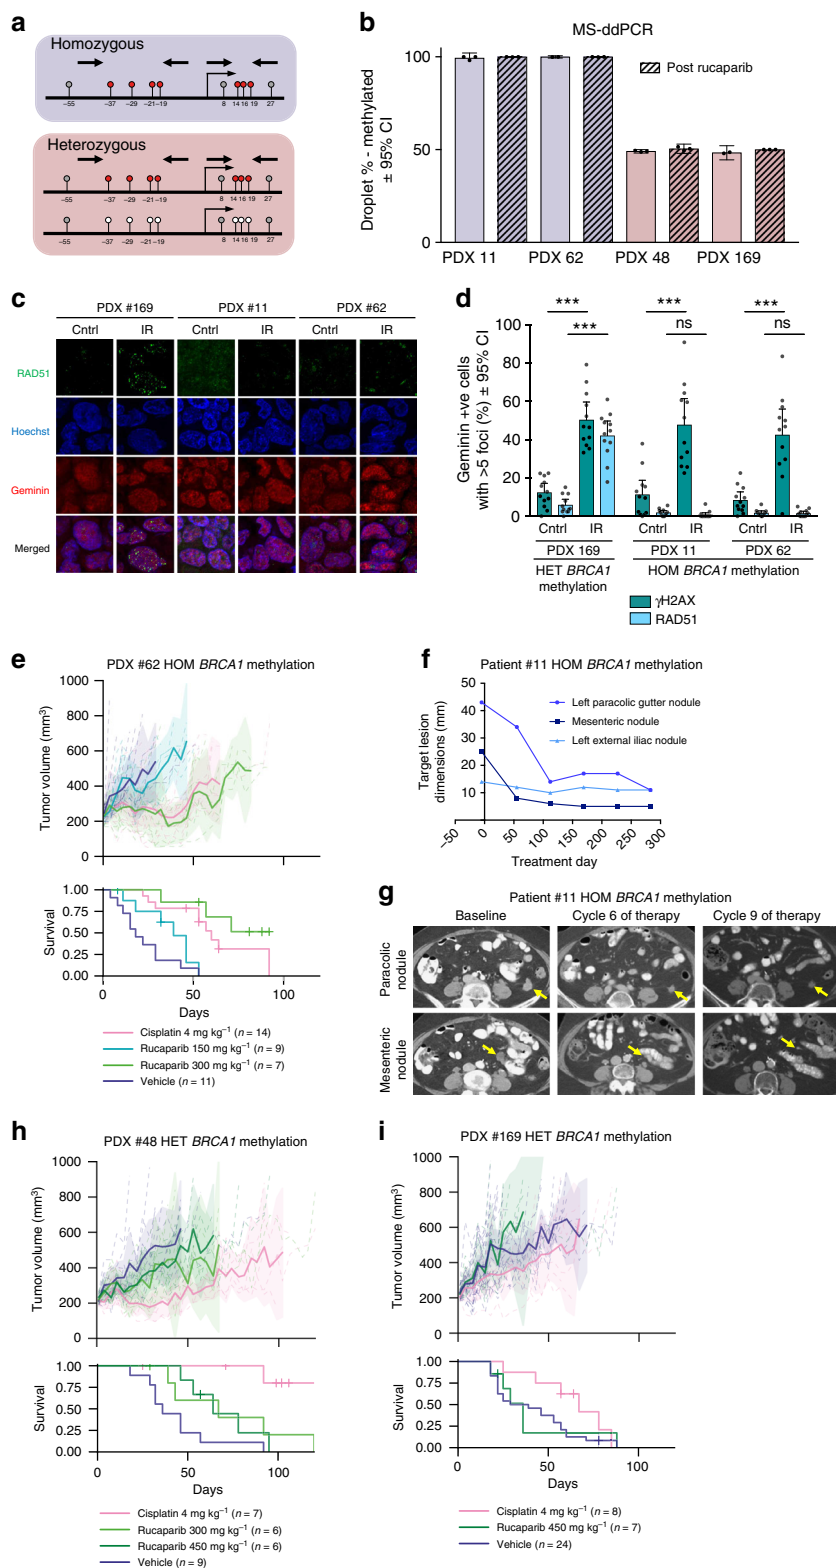 a
Homozygous
−55
−37
−29
−21
−19
8
14
16
19
27
Heterozygous
−55
−37
−29
−21
−19
8
14
16
19
27
−55
−37
−29
−21
−19
8
14
16
19
27
b
MS-ddPCR
Droplet % - methylated
± 95% CI
100
50
0
Post rucaparib
PDX 11
PDX 62
PDX 48
PDX 169
c
PDX #169
PDX #11
PDX #62
Cntrl
IR
Cntrl
IR
Cntrl
IR
RAD51
Hoechst
Geminin
Merged
d
Geminin +ve cells
with >5 foci (%) ± 95% CI
100
80
60
40
20
0
***
***
***
ns
***
ns
Cntrl
IR
Cntrl
IR
Cntrl
IR
PDX 169
PDX 11
PDX 62
HET BRCA1
methylation
HOM BRCA1 methylation
γH2AX
RAD51
e
PDX #62 HOM BRCA1 methylation
Tumor volume (mm³)
1000
800
600
400
200
0
Survival
1.00
0.75
0.50
0.25
0.00
0
50
100
Days
Cisplatin 4 mg kg⁻¹ (n = 14)
Rucaparib 150 mg kg⁻¹ (n = 9)
Rucaparib 300 mg kg⁻¹ (n = 7)
Vehicle (n = 11)
f
Patient #11 HOM BRCA1 methylation
Target lesion
dimensions (mm)
50
40
30
20
10
Left paracolic gutter nodule
Mesenteric nodule
Left external iliac nodule
−50
0
50
100
150
200
250
300
Treatment day
g
Patient #11 HOM BRCA1 methylation
Baseline
Cycle 6 of therapy
Cycle 9 of therapy
Paracolic
nodule
Mesenteric
nodule
h
PDX #48 HET BRCA1 methylation
Tumor volume (mm³)
1000
800
600
400
200
0
Survival
1.00
0.75
0.50
0.25
0.00
0
50
100
Days
Cisplatin 4 mg kg⁻¹ (n = 7)
Rucaparib 300 mg kg⁻¹ (n = 6)
Rucaparib 450 mg kg⁻¹ (n = 6)
Vehicle (n = 9)
i
PDX #169 HET BRCA1 methylation
Tumor volume (mm³)
1000
800
600
400
200
0
Survival
1.00
0.75
0.50
0.25
0.00
0
50
100
Days
Cisplatin 4 mg kg⁻¹ (n = 8)
Rucaparib 450 mg kg⁻¹ (n = 7)
Vehicle (n = 24)